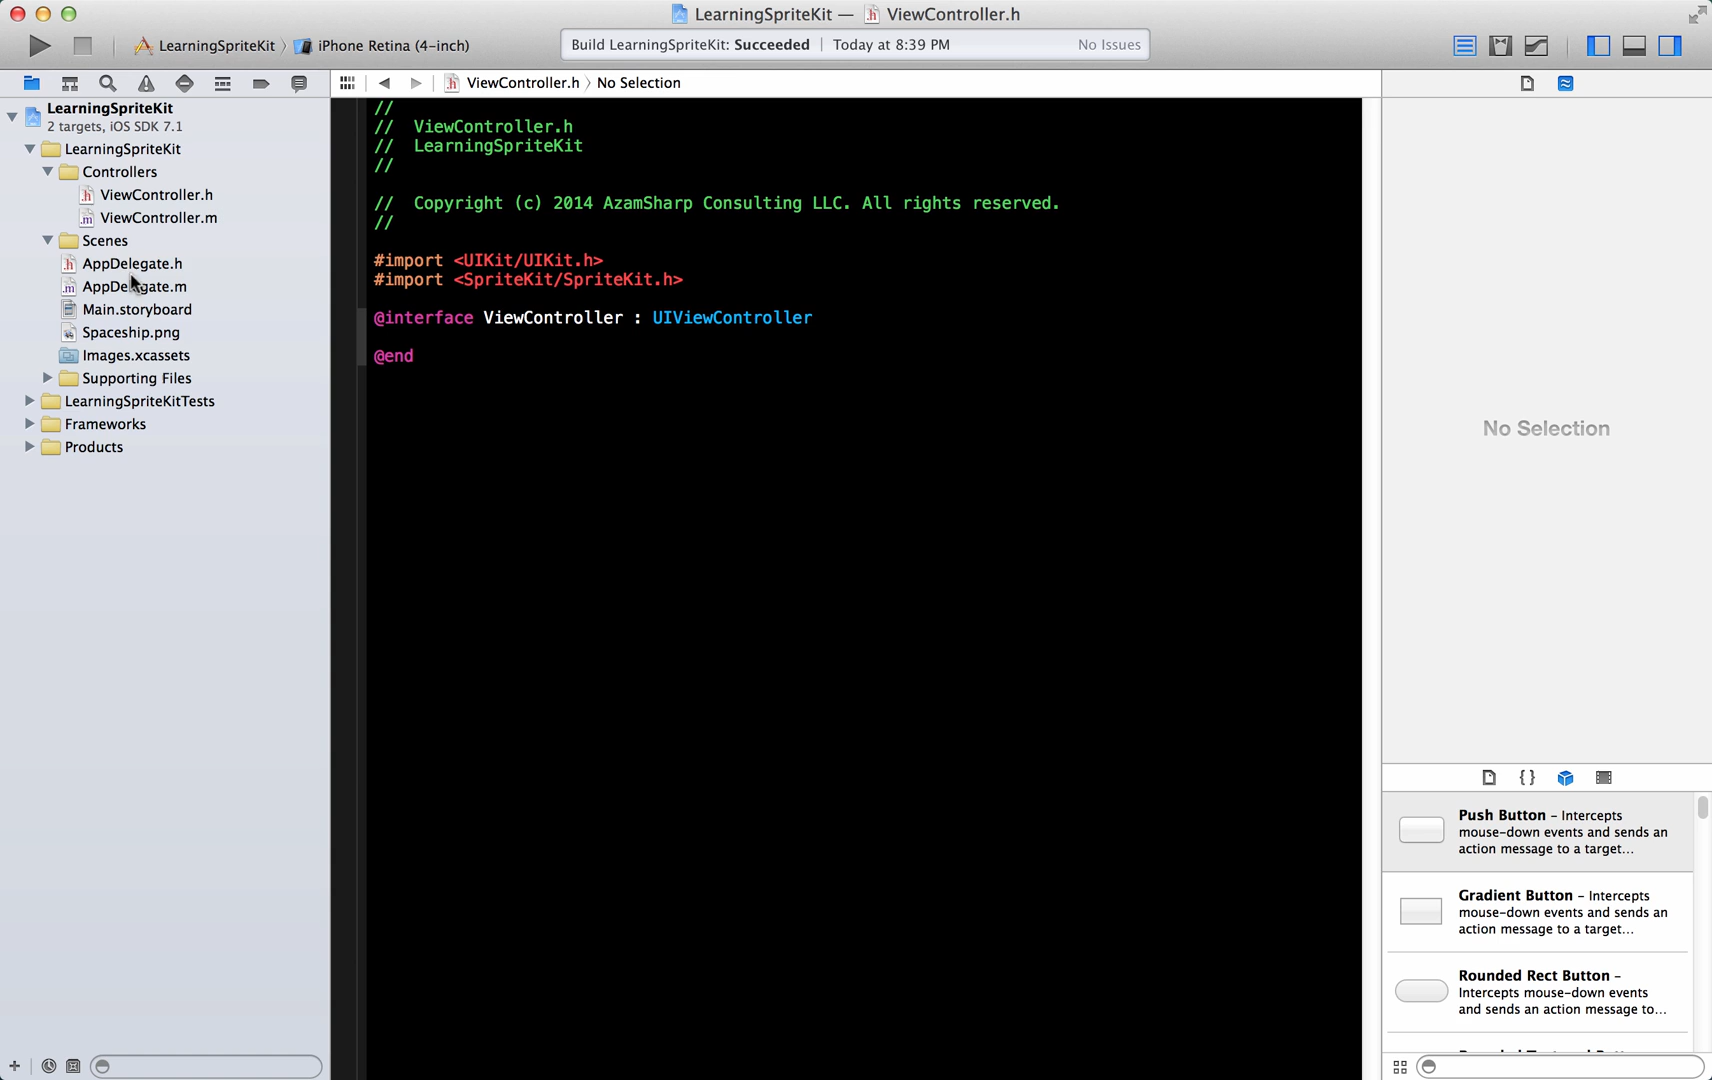 LearningSpriteKit — ViewController.h
LearningSpriteKit iPhone Retina (4-inch)
Build LearningSpriteKit: Succeeded | Today at 8:39 PM No Issues
ViewController.h No Selection
LearningSpriteKit
2 targets, iOS SDK 7.1
LearningSpriteKit
Controllers
ViewController.h
ViewController.m
Scenes
AppDelegate.h
AppDelegate.m
Main.storyboard
Spaceship.png
Images.xcassets
Supporting Files
LearningSpriteKitTests
Frameworks
Products
//
// ViewController.h
// LearningSpriteKit
//
// Copyright (c) 2014 AzamSharp Consulting LLC. All rights reserved.
//
#import <UIKit/UIKit.h>
#import <SpriteKit/SpriteKit.h>
@interface ViewController : UIViewController
@end
No Selection
{ }
Push Button – Intercepts
mouse-down events and sends an
action message to a target...
Gradient Button – Intercepts
mouse-down events and sends an
action message to a target...
Rounded Rect Button –
Intercepts mouse-down events
and sends an action message to...